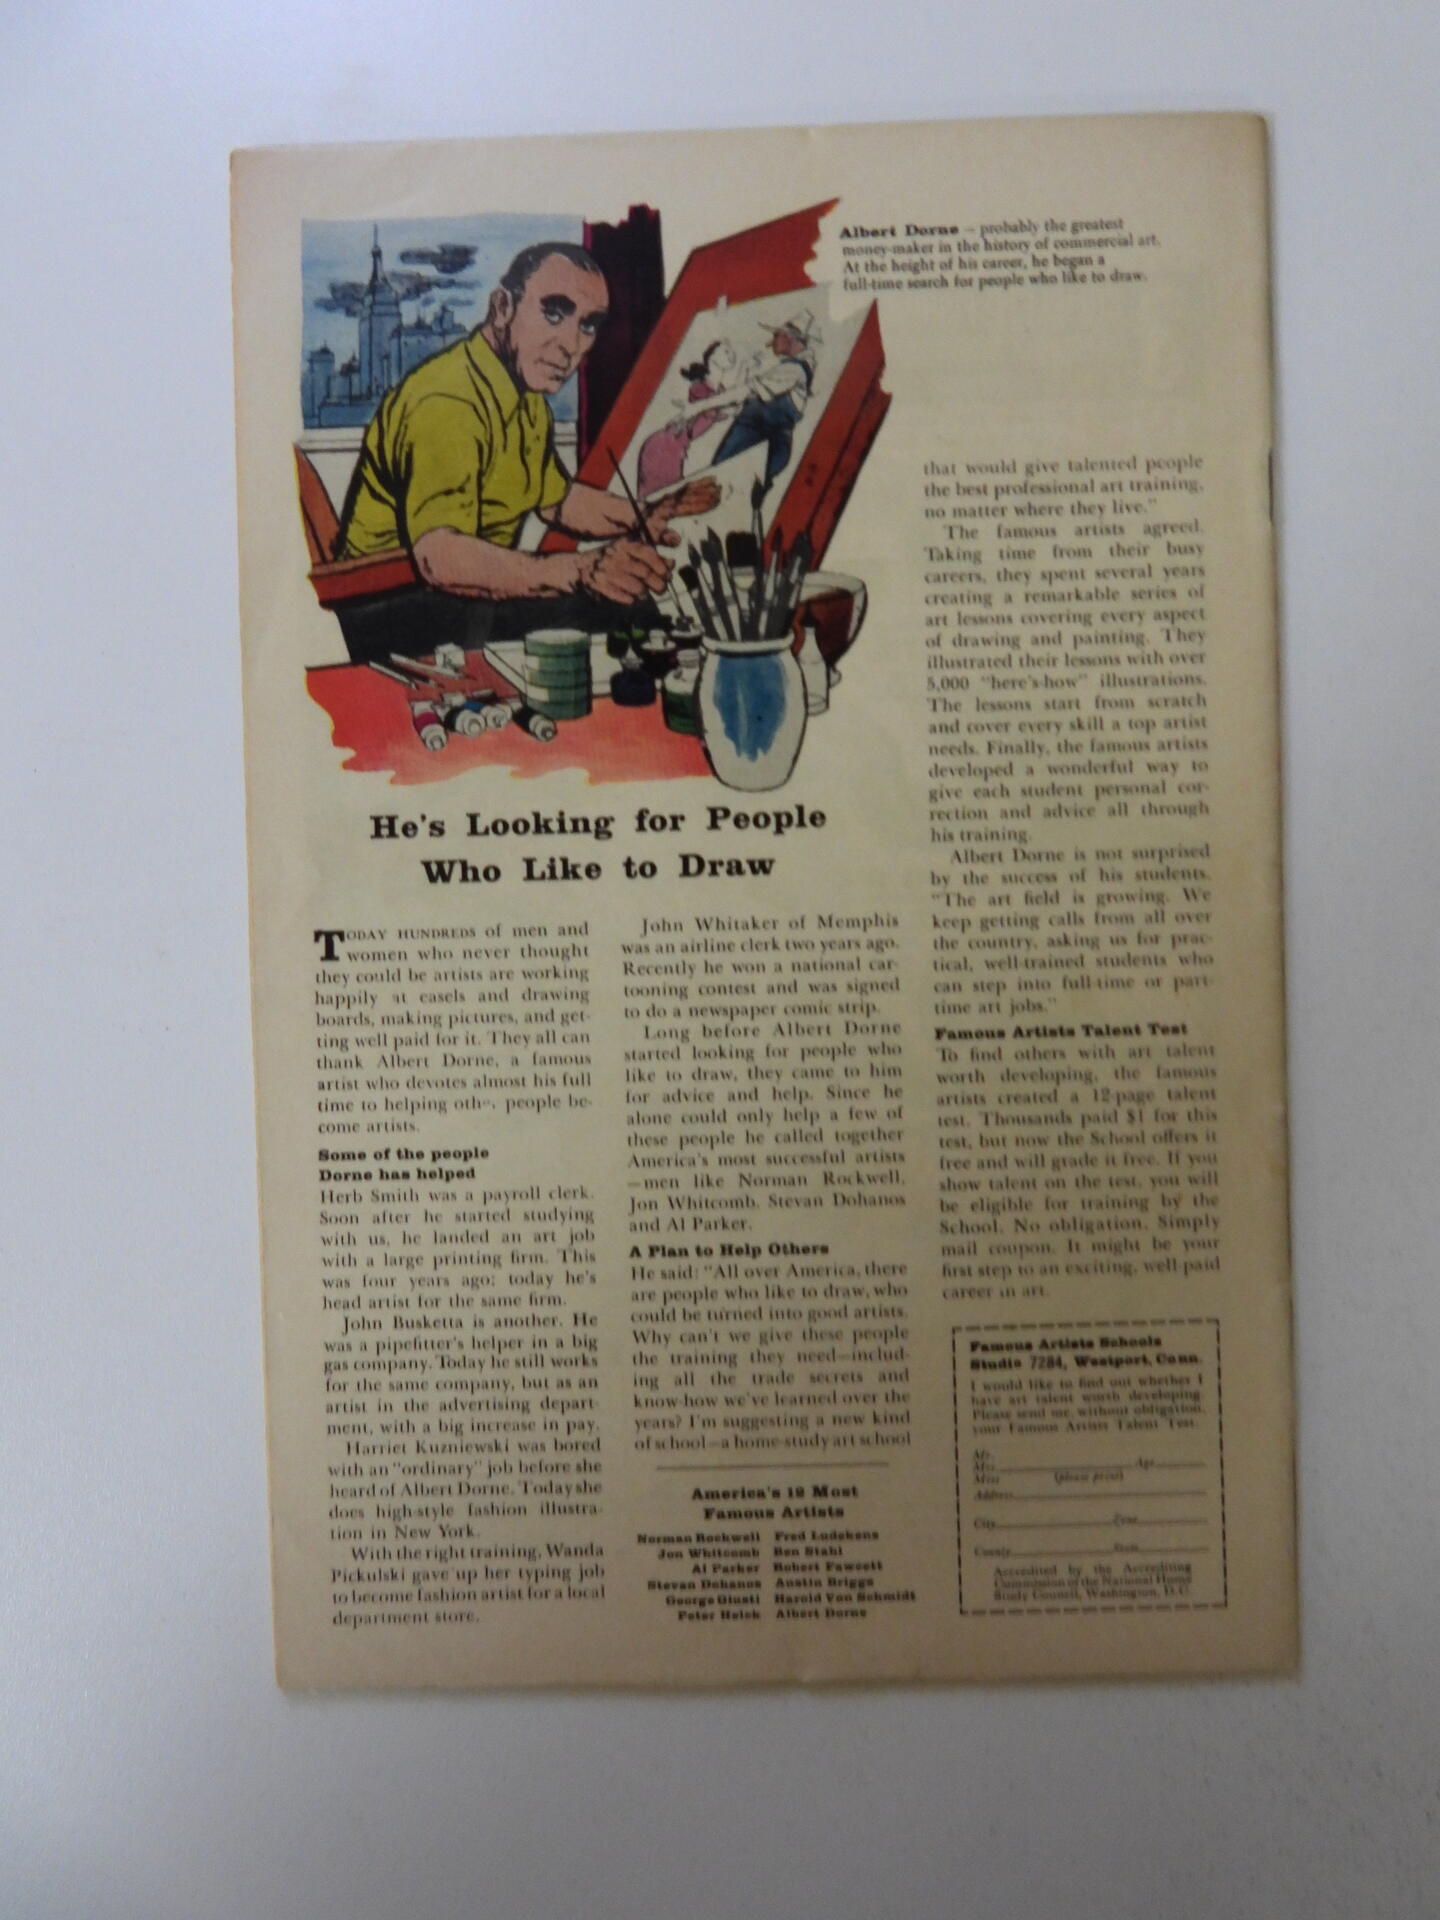 Albert Dorne – probably the greatest
money-maker in the history of commercial art.
At the height of his career, he began a
full-time search for people who like to draw.
He's Looking for People
Who Like to Draw
TODAY HUNDREDS of men and
women who never thought
they could be artists are working
happily at easels and drawing
boards, making pictures, and get-
ting well paid for it. They all can
thank Albert Dorne, a famous
artist who devotes almost his full
time to helping other people be-
come artists.
Some of the people
Dorne has helped
Herb Smith was a payroll clerk.
Soon after he started studying
with us, he landed an art job
with a large printing firm. This
was four years ago; today he's
head artist for the same firm.
John Busketta is another. He
was a pipefitter's helper in a big
gas company. Today he still works
for the same company, but as an
artist in the advertising depart-
ment, with a big increase in pay.
Harriet Kuzniewski was bored
with an "ordinary" job before she
heard of Albert Dorne. Today she
does high-style fashion illustra-
tion in New York.
With the right training, Wanda
Pickulski gave up her typing job
to become fashion artist for a local
department store.
John Whitaker of Memphis
was an airline clerk two years ago.
Recently he won a national car-
tooning contest and was signed
to do a newspaper comic strip.
Long before Albert Dorne
started looking for people who
like to draw, they came to him
for advice and help. Since he
alone could only help a few of
these people he called together
America's most successful artists
—men like Norman Rockwell,
Jon Whitcomb, Stevan Dohanos
and Al Parker.
A Plan to Help Others
He said: "All over America, there
are people who like to draw, who
could be turned into good artists.
Why can't we give these people
the training they need—includ-
ing all the trade secrets and
know-how we've learned over the
years? I'm suggesting a new kind
of school—a home-study art school
America's 12 Most
Famous Artists
Norman Rockwell Fred Ludekens
Jon Whitcomb Ben Stahl
Al Parker Robert Fawcett
Stevan Dohanos Austin Briggs
George Giusti Harold Von Schmidt
Peter Helck Albert Dorne
that would give talented people
the best professional art training,
no matter where they live."
The famous artists agreed.
Taking time from their busy
careers, they spent several years
creating a remarkable series of
art lessons covering every aspect
of drawing and painting. They
illustrated their lessons with over
5,000 "here's-how" illustrations.
The lessons start from scratch
and cover every skill a top artist
needs. Finally, the famous artists
developed a wonderful way to
give each student personal cor-
rection and advice all through
his training.
Albert Dorne is not surprised
by the success of his students.
"The art field is growing. We
keep getting calls from all over
the country, asking us for prac-
tical, well-trained students who
can step into full-time or part-
time art jobs."
Famous Artists Talent Test
To find others with art talent
worth developing, the famous
artists created a 12-page talent
test. Thousands paid $1 for this
test, but now the School offers it
free and will grade it free. If you
show talent on the test, you will
be eligible for training by the
School. No obligation. Simply
mail coupon. It might be your
first step to an exciting, well-paid
career in art.
Famous Artists Schools
Studio 7284, Westport, Conn.
I would like to find out whether I
have art talent worth developing.
Please send me, without obligation,
your Famous Artists Talent Test.
Mr.
Mrs. Age
Miss (please print)
Address
City Zone
County State
Accredited by the Accrediting
Commission of the National Home
Study Council, Washington, D.C.